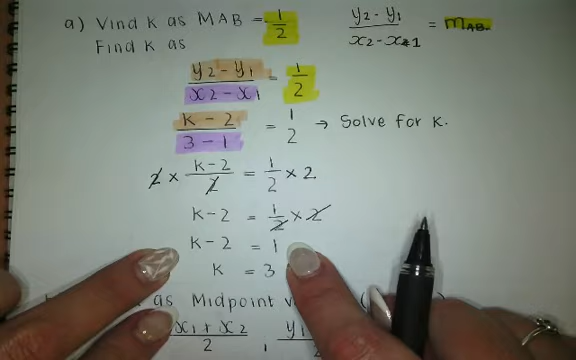 a) Vind K as MAB = 1/2
Find K as
y2 - y1 / x2 - x1 = mAB
y2 - y1 / x2 - x1 = 1/2
K - 2 / 3 - 1 = 1/2 → Solve for K.
2 × K - 2 / 2 = 1/2 × 2
K - 2 = 1/2 × 2
K - 2 = 1
K = 3
as Midpoint
x1 + x2 / 2 , y1